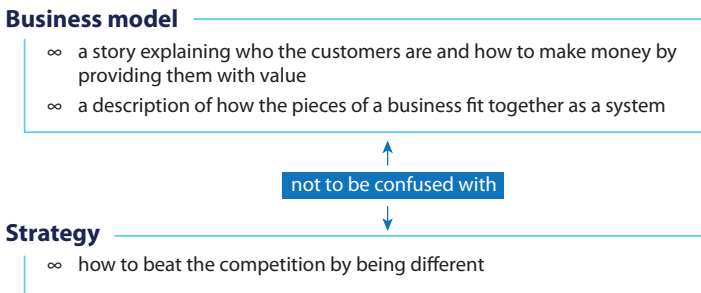 Business model
∞ a story explaining who the customers are and how to make money by
providing them with value
∞ a description of how the pieces of a business fit together as a system
not to be confused with
Strategy
∞ how to beat the competition by being different